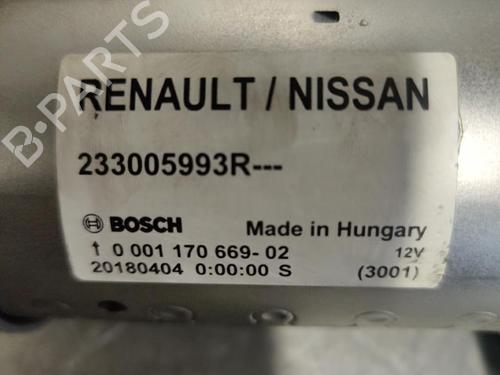 RENAULT / NISSAN
233005993R---
BOSCH Made in Hungary
↑ 0 001 170 669-02 12V
20180404 0:00:00 S (3001)
B-PARTS